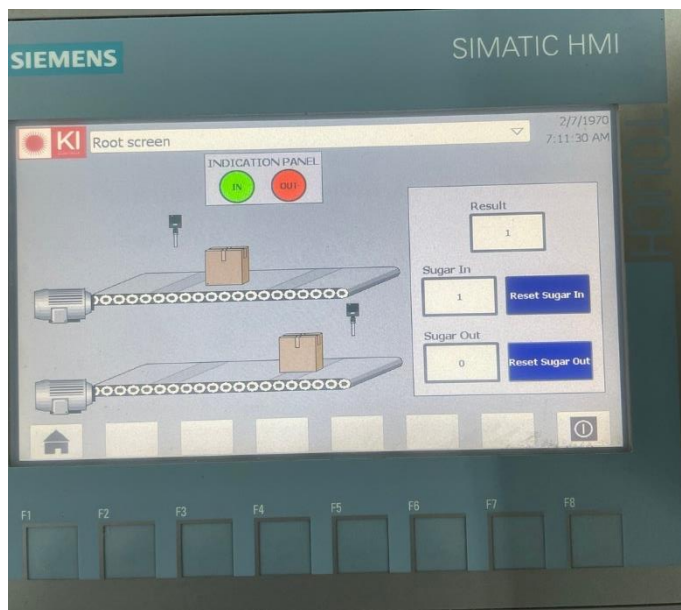 SIEMENS
SIMATIC HMI
KI
Root screen
2/7/1970
7:11:30 AM
INDICATION PANEL
IN
OUT
Result
1
Sugar In
1
Reset Sugar In
Sugar Out
0
Reset Sugar Out
F1
F2
F3
F4
F5
F6
F7
F8
TOUCH